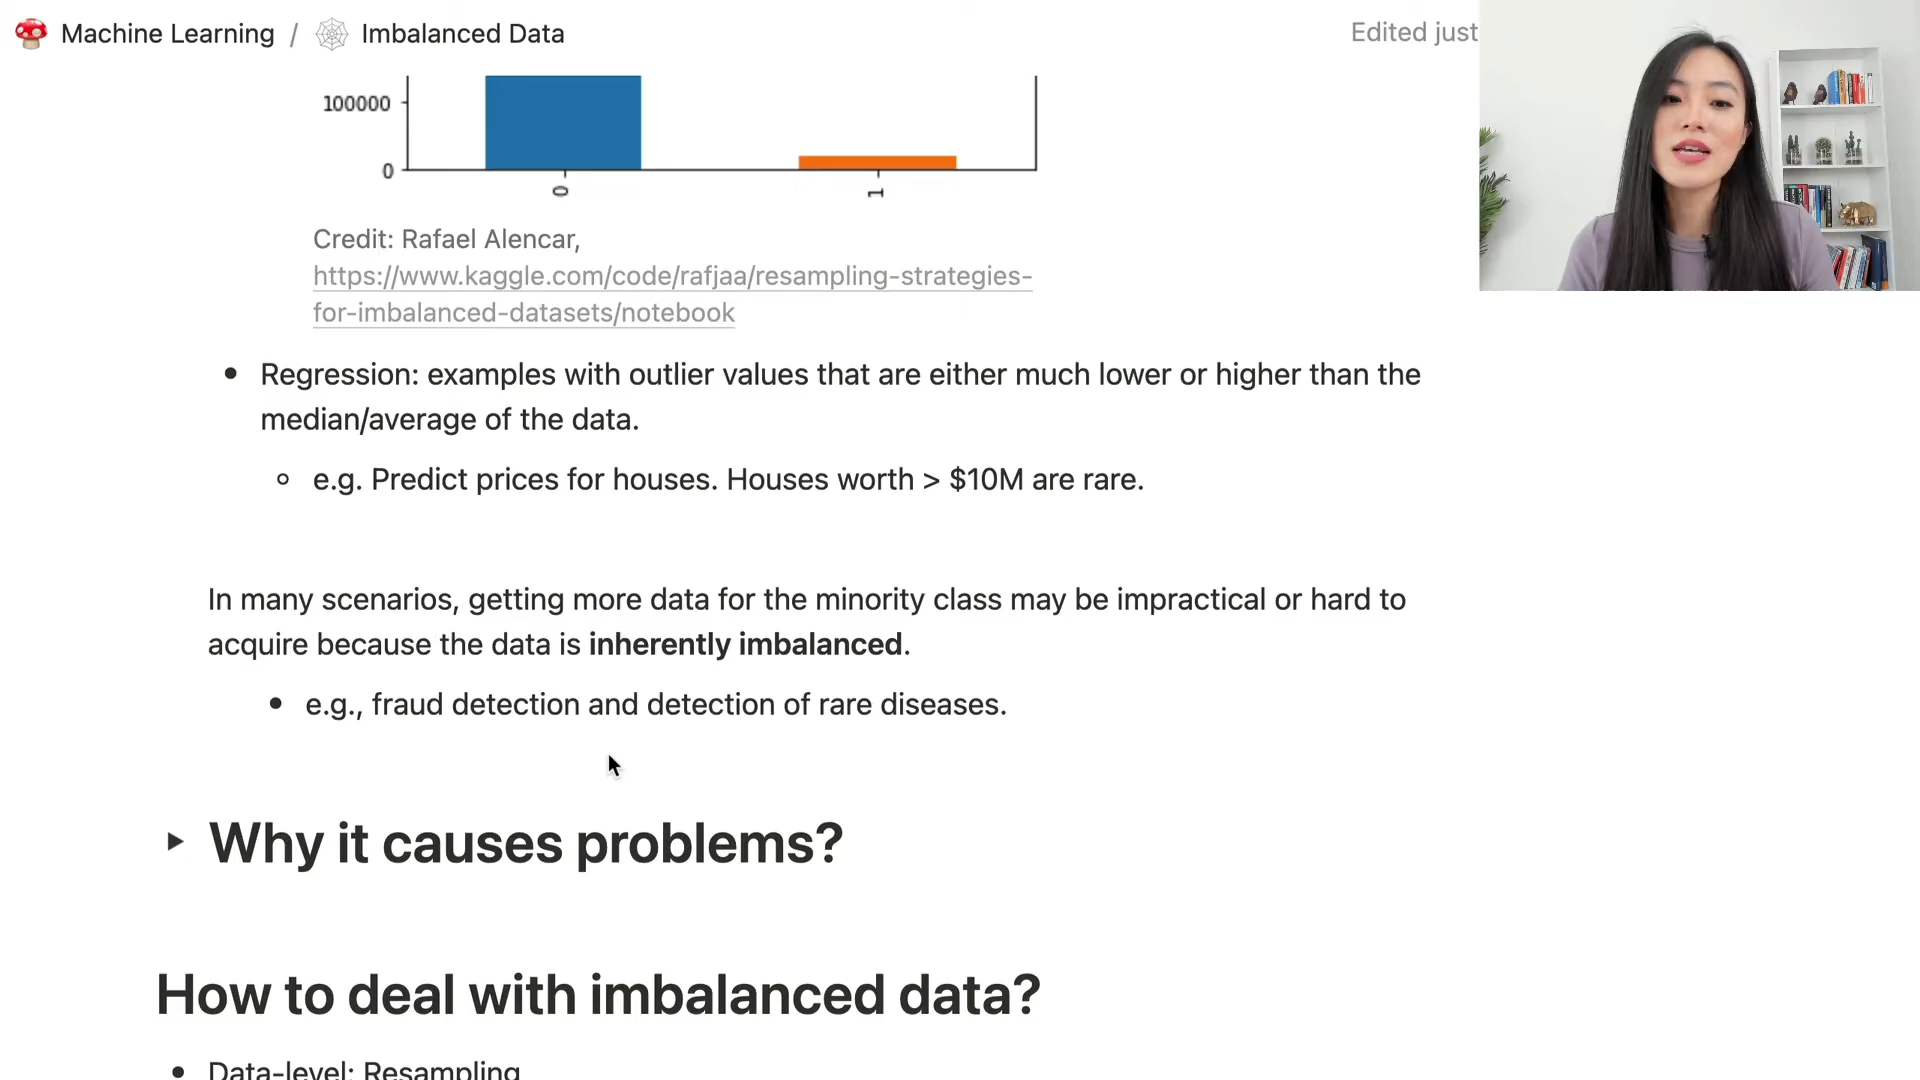 Machine Learning / Imbalanced Data
Edited just
100000
0
0
1
Credit: Rafael Alencar,
https://www.kaggle.com/code/rafjaa/resampling-strategies-
for-imbalanced-datasets/notebook
Regression: examples with outlier values that are either much lower or higher than the
median/average of the data.
e.g. Predict prices for houses. Houses worth > $10M are rare.
In many scenarios, getting more data for the minority class may be impractical or hard to
acquire because the data is inherently imbalanced.
e.g., fraud detection and detection of rare diseases.
Why it causes problems?
How to deal with imbalanced data?
Data-level: Resampling